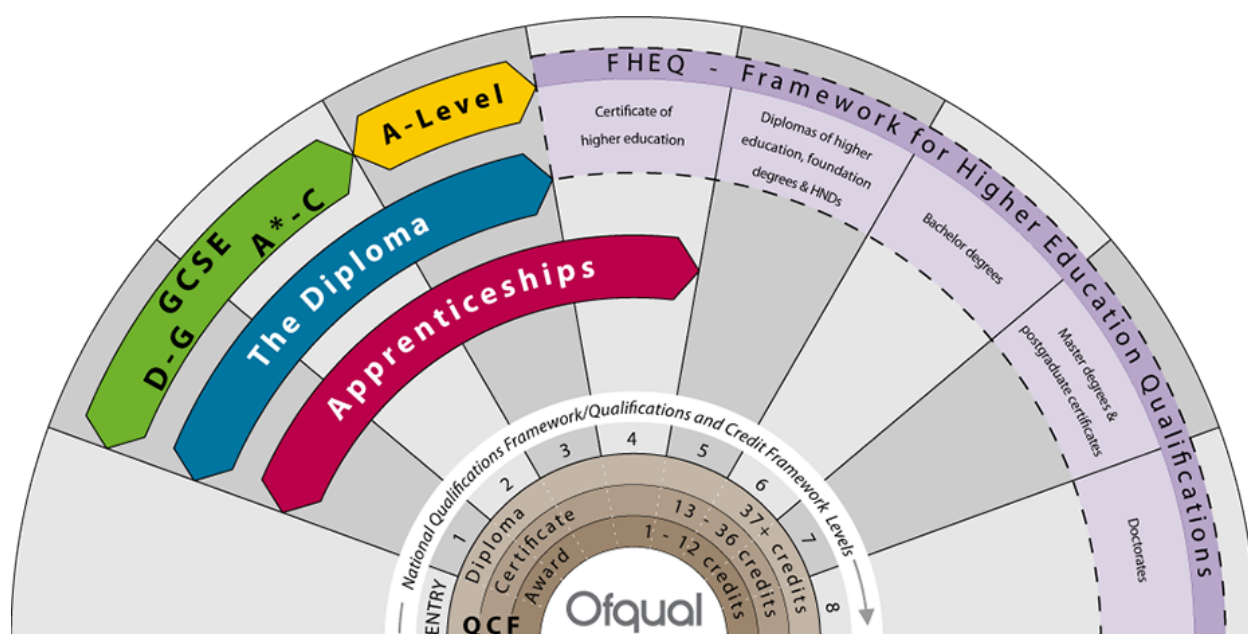 FHEQ - Framework for Higher Education Qualifications
A-Level
GCSE
D-G A*-C
The Diploma
Apprenticeships
Certificate of
higher education
Diplomas of higher
education, foundation
degrees & HNDs
Bachelor degrees
Master degrees &
postgraduate certificates
Doctorates
National Qualifications Framework/Qualifications and Credit Framework Levels
ENTRY
1
2
3
4
5
6
7
8
Diploma
37+ credits
Certificate
13 - 36 credits
Award
1 - 12 credits
QCF
Ofqual